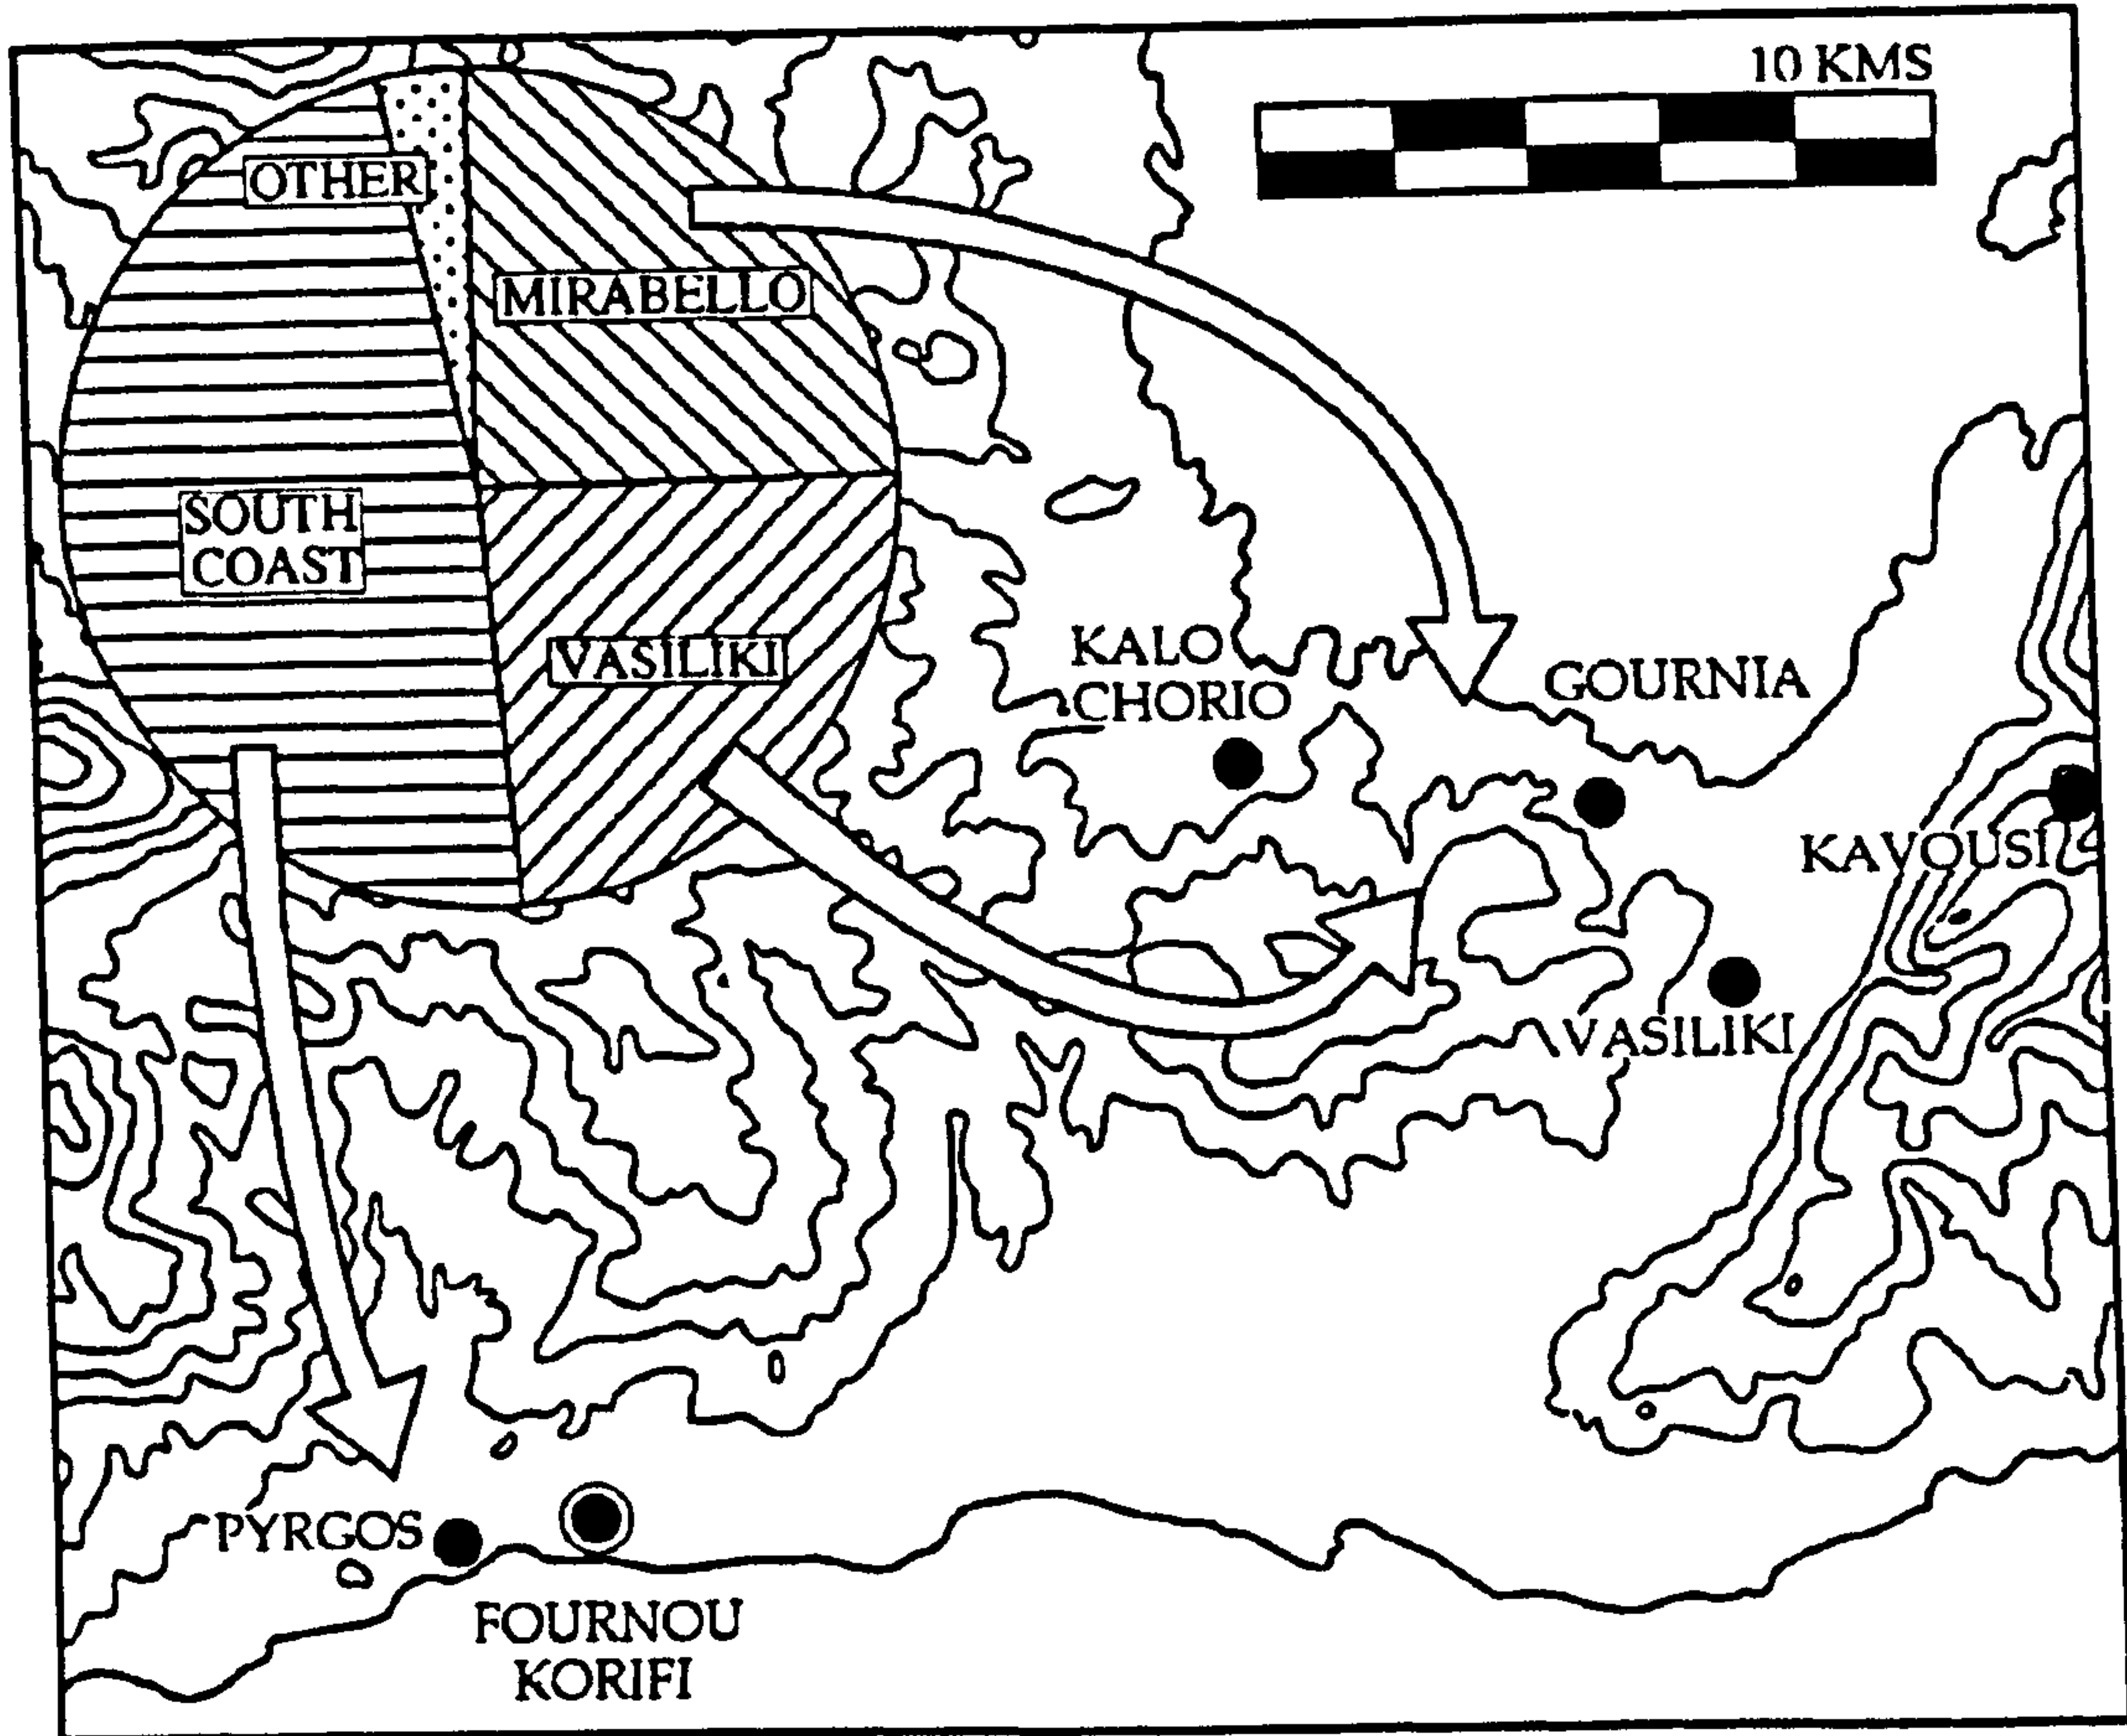 10 KMS
OTHER
MIRABELLO
SOUTH
COAST
VASILIKI
KALO
CHORIO
GOURNIA
KAVOUSI
VASILIKI
PYRGOS
FOURNOU
KORIFI